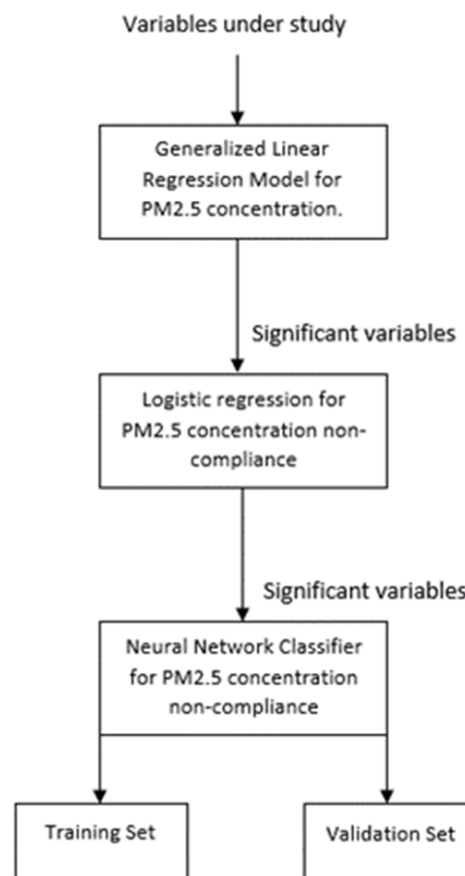 Variables under study
Generalized Linear
Regression Model for
PM2.5 concentration.
Significant variables
Logistic regression for
PM2.5 concentration non-
compliance
Significant variables
Neural Network Classifier
for PM2.5 concentration
non-compliance
Training Set
Validation Set